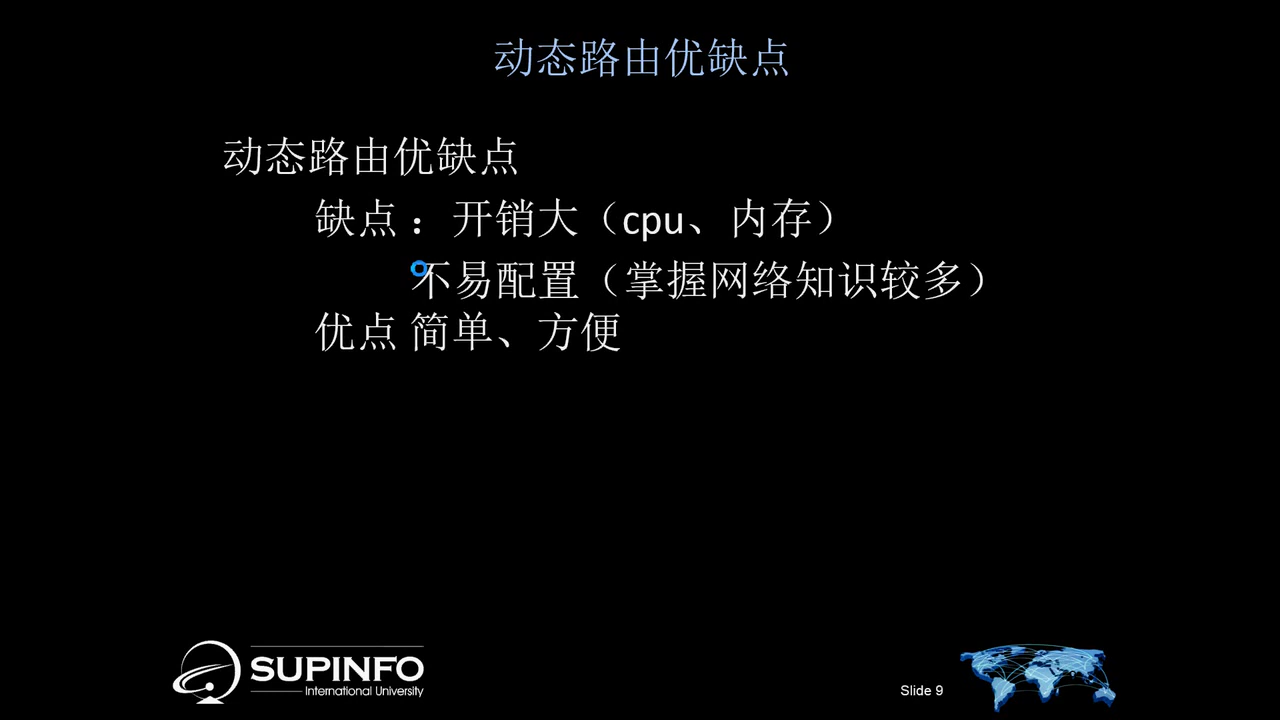 动态路由优缺点
动态路由优缺点
缺点：开销大（cpu、内存）
不易配置（掌握网络知识较多）
优点 简单、方便
SUPINFO
International University
Slide 9